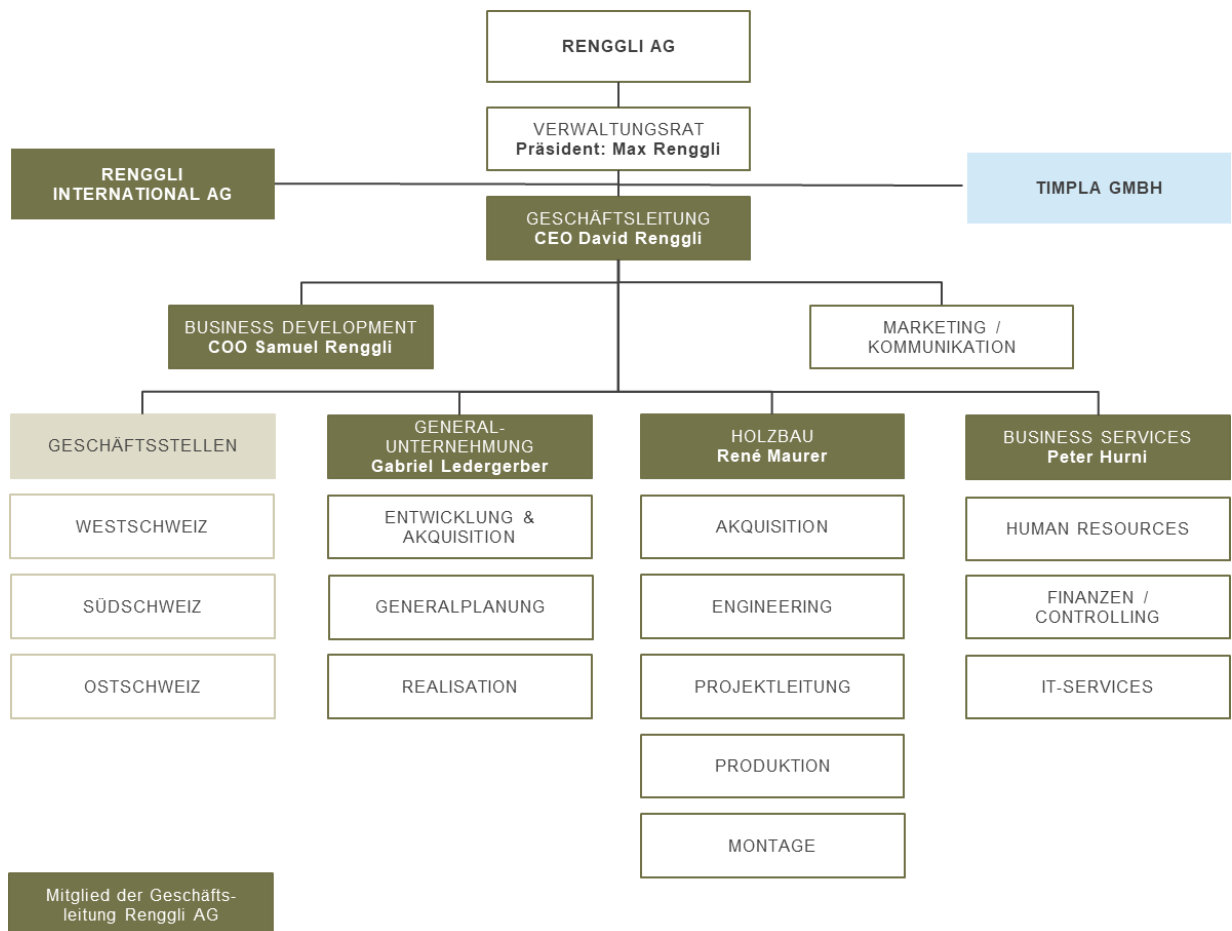 RENGGLI AG
VERWALTUNGSRAT
Präsident: Max Renggli
RENGGLI
INTERNATIONAL AG
TIMPLA GMBH
GESCHÄFTSLEITUNG
CEO David Renggli
BUSINESS DEVELOPMENT
COO Samuel Renggli
MARKETING /
KOMMUNIKATION
GESCHÄFTSSTELLEN
WESTSCHWEIZ
SÜDSCHWEIZ
OSTSCHWEIZ
GENERAL-
UNTERNEHMUNG
Gabriel Ledergerber
ENTWICKLUNG &
AKQUISITION
GENERALPLANUNG
REALISATION
HOLZBAU
René Maurer
AKQUISITION
ENGINEERING
PROJEKTLEITUNG
PRODUKTION
MONTAGE
BUSINESS SERVICES
Peter Hurni
HUMAN RESOURCES
FINANZEN /
CONTROLLING
IT-SERVICES
Mitglied der Geschäfts-
leitung Renggli AG